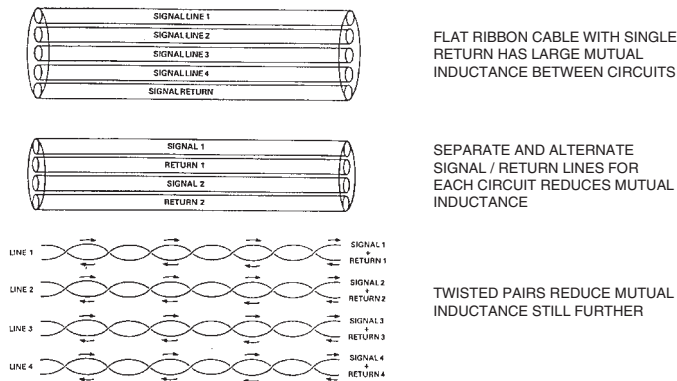 SIGNAL LINE 1
SIGNAL LINE 2
SIGNAL LINE 3
SIGNAL LINE 4
SIGNAL RETURN
FLAT RIBBON CABLE WITH SINGLE
RETURN HAS LARGE MUTUAL
INDUCTANCE BETWEEN CIRCUITS
SIGNAL 1
RETURN 1
SIGNAL 2
RETURN 2
SEPARATE AND ALTERNATE
SIGNAL / RETURN LINES FOR
EACH CIRCUIT REDUCES MUTUAL
INDUCTANCE
LINE 1
SIGNAL 1
+
RETURN 1
LINE 2
SIGNAL 2
+
RETURN 2
LINE 3
SIGNAL 3
+
RETURN 3
LINE 4
SIGNAL 4
+
RETURN 4
TWISTED PAIRS REDUCE MUTUAL
INDUCTANCE STILL FURTHER